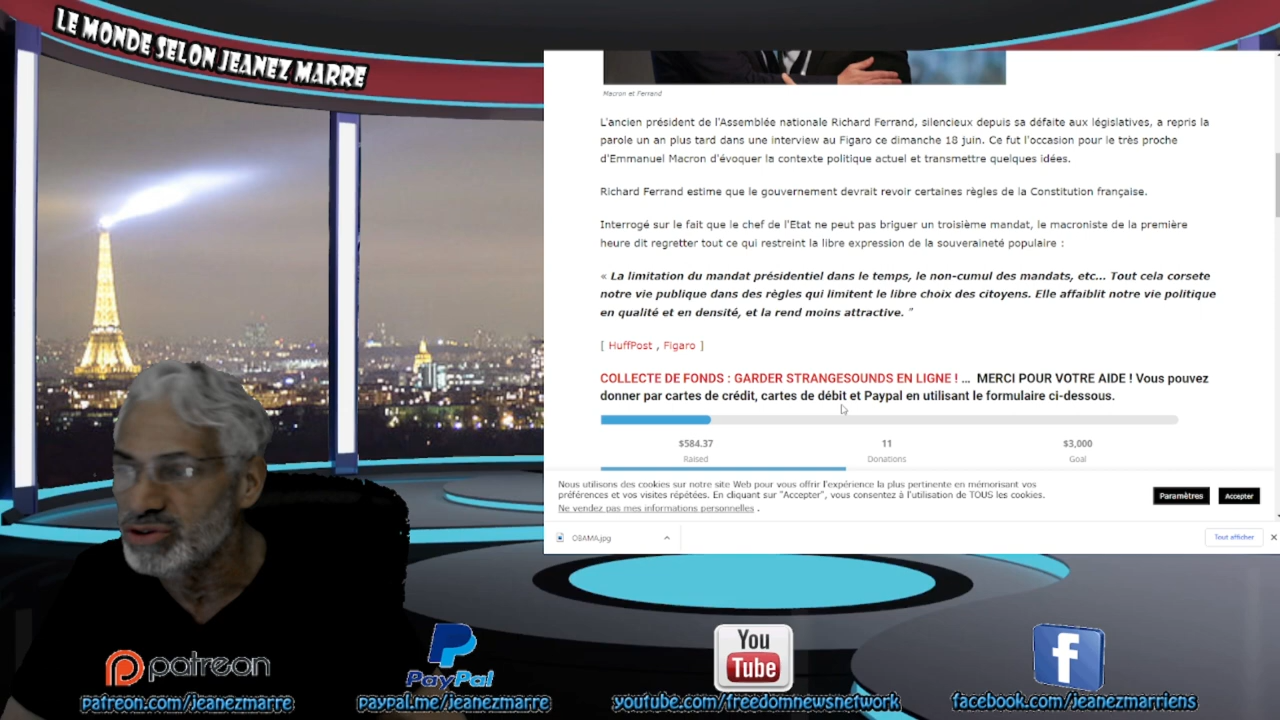 LE MONDE SELON JEANEZ MARRE
Macron et Ferrand
L'ancien président de l'Assemblée nationale Richard Ferrand, silencieux depuis sa défaite aux législatives, a repris la
parole un an plus tard dans une interview au Figaro ce dimanche 18 juin. Ce fut l'occasion pour le très proche
d'Emmanuel Macron d'évoquer la contexte politique actuel et transmettre quelques idées.
Richard Ferrand estime que le gouvernement devrait revoir certaines règles de la Constitution française.
Interrogé sur le fait que le chef de l'Etat ne peut pas briguer un troisième mandat, le macroniste de la première
heure dit regretter tout ce qui restreint la libre expression de la souveraineté populaire :
« La limitation du mandat présidentiel dans le temps, le non-cumul des mandats, etc... Tout cela corsete
notre vie publique dans des règles qui limitent le libre choix des citoyens. Elle affaiblit notre vie politique
en qualité et en densité, et la rend moins attractive. "
[ HuffPost , Figaro ]
COLLECTE DE FONDS : GARDER STRANGESOUNDS EN LIGNE ! ... MERCI POUR VOTRE AIDE ! Vous pouvez
donner par cartes de crédit, cartes de débit et Paypal en utilisant le formulaire ci-dessous.
$584.37 11 $3,000
Raised Donations Goal
Nous utilisons des cookies sur notre site Web pour vous offrir l'expérience la plus pertinente en mémorisant vos
préférences et vos visites répétées. En cliquant sur "Accepter", vous consentez à l'utilisation de TOUS les cookies.
Ne vendez pas mes informations personnelles .
Paramètres Accepter
OBAMA.jpg
Tout afficher
patreon
PayPal
You
Tube
f
patreon.com/jeanezmarre
paypal.me/jeanezmarre
youtube.com/freedomnewsnetwork
facebook.com/jeanezmarriens